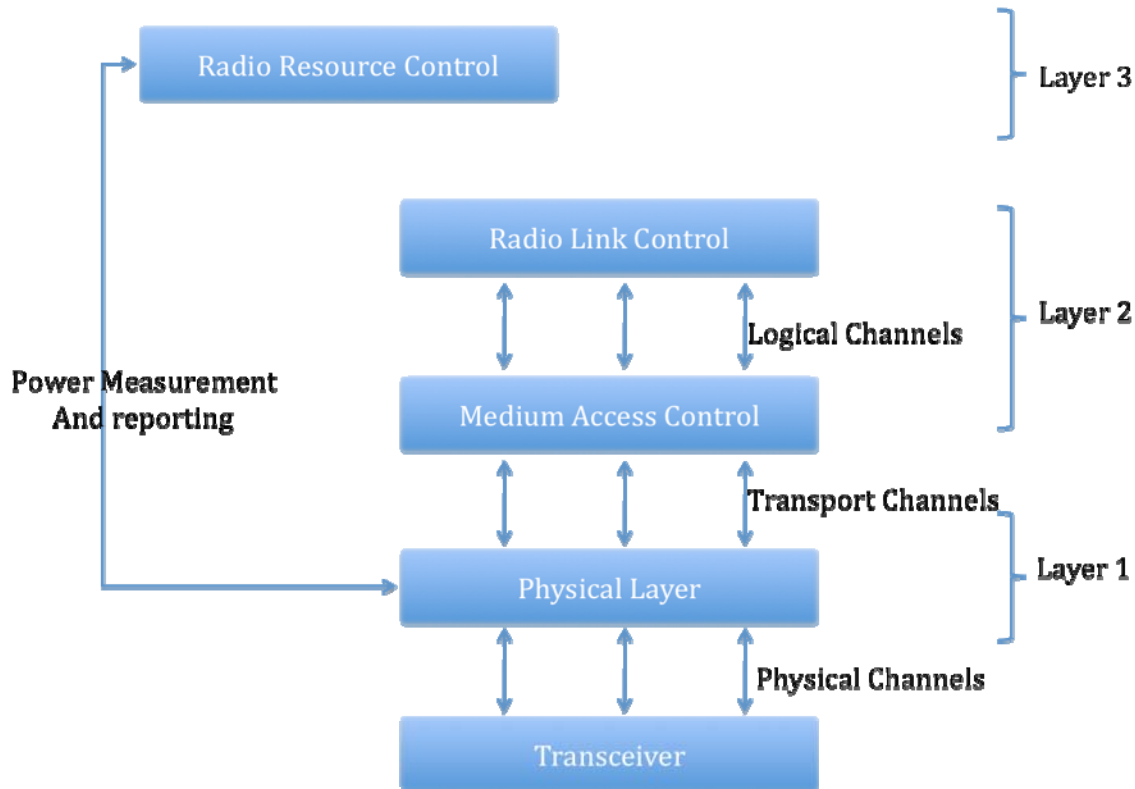 Radio Resource Control
Layer 3
Radio Link Control
Layer 2
Logical Channels
Power Measurement
And reporting
Medium Access Control
Transport Channels
Layer 1
Physical Layer
Physical Channels
Transceiver